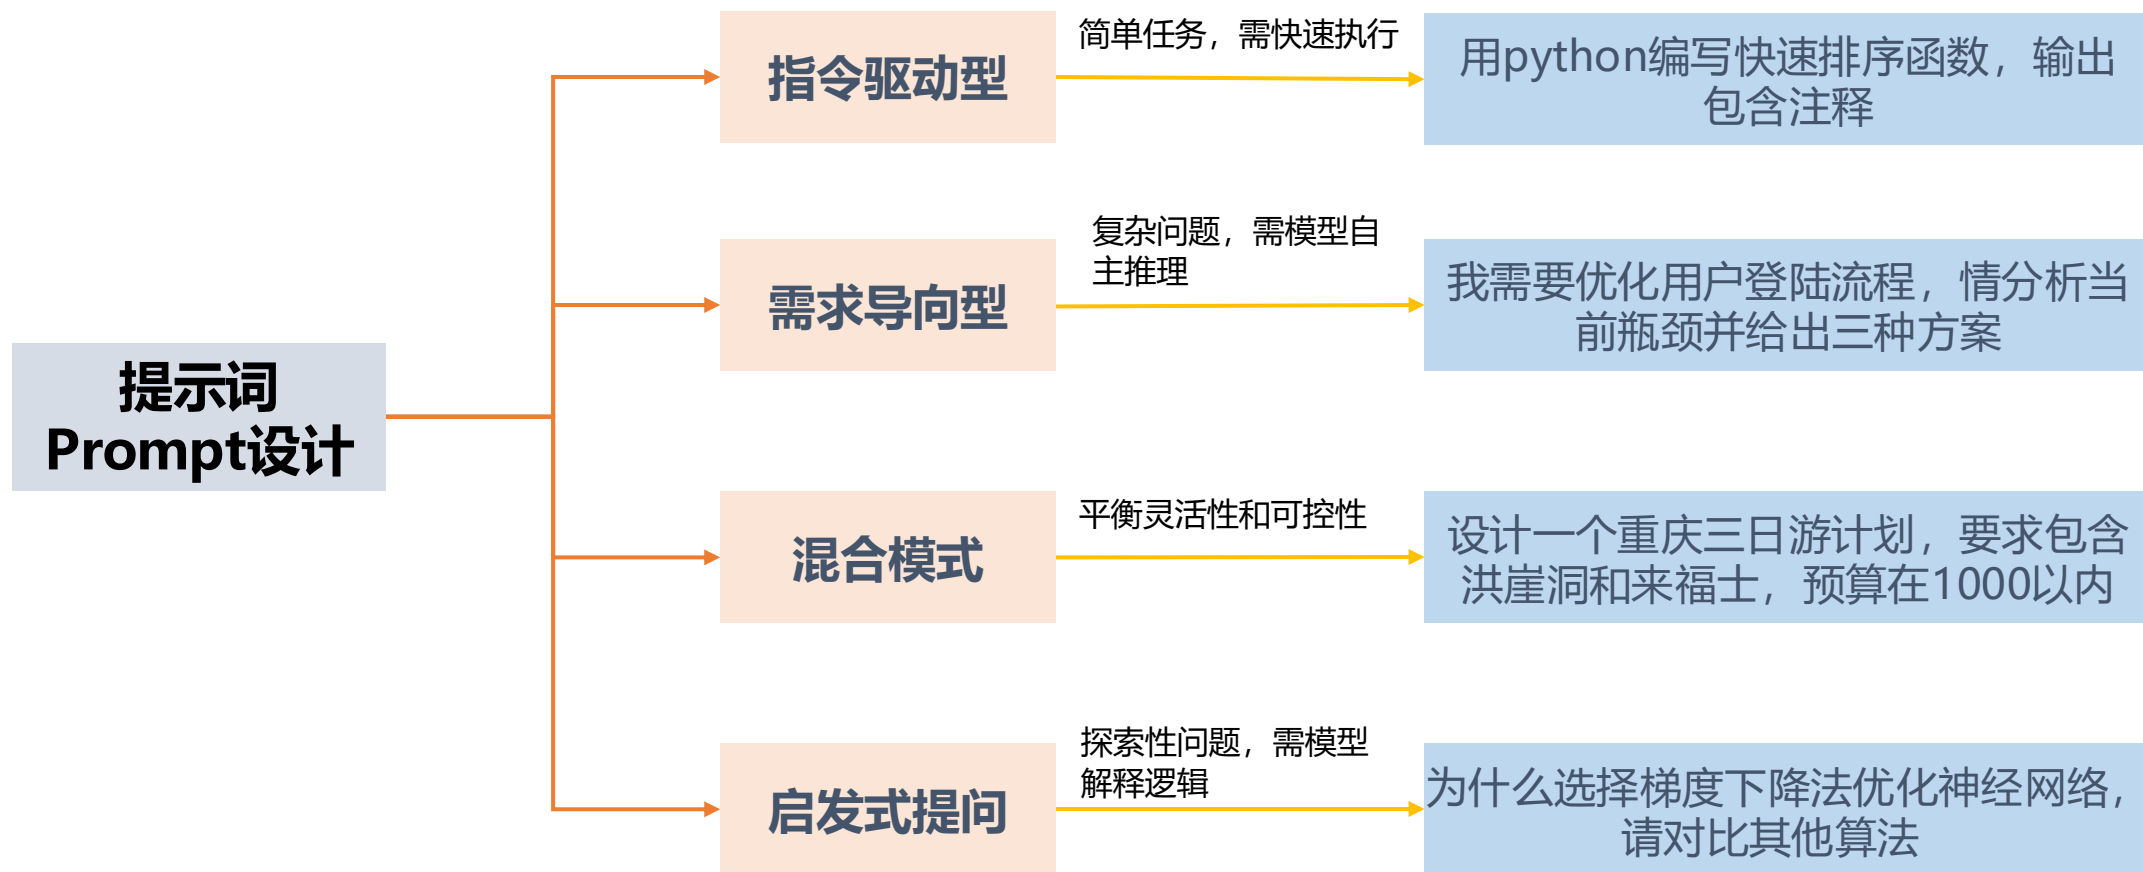 提示词
Prompt设计
指令驱动型
简单任务，需快速执行
用python编写快速排序函数，输出
包含注释
需求导向型
复杂问题，需模型自
主推理
我需要优化用户登陆流程，情分析当
前瓶颈并给出三种方案
混合模式
平衡灵活性和可控性
设计一个重庆三日游计划，要求包含
洪崖洞和来福士，预算在1000以内
启发式提问
探索性问题，需模型
解释逻辑
为什么选择梯度下降法优化神经网络，
请对比其他算法